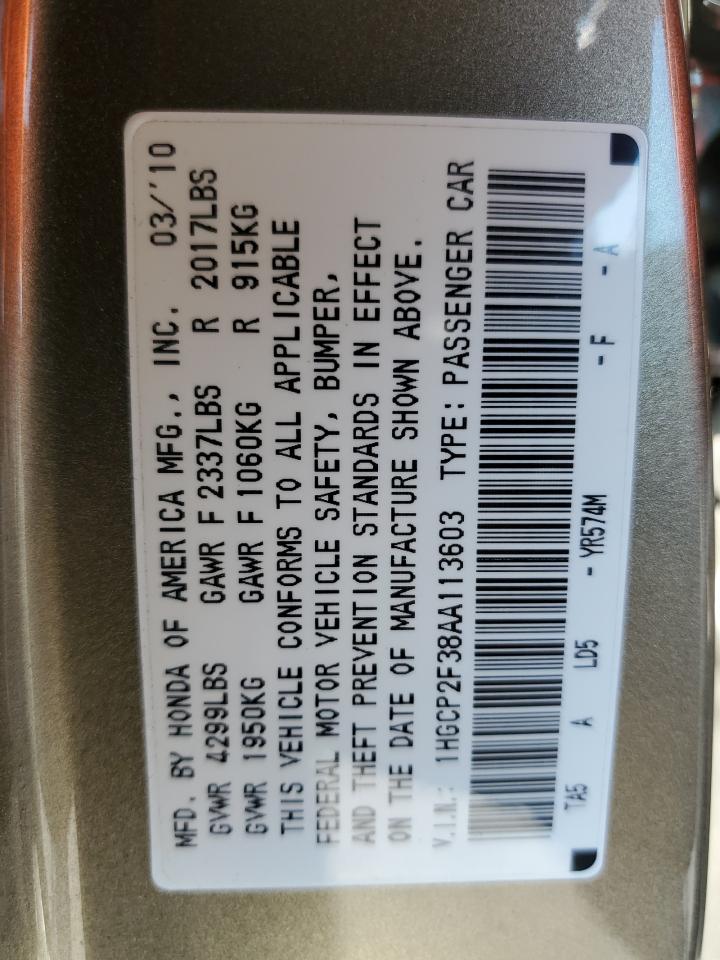 MFD. BY HONDA OF AMERICA MFG., INC. 03/'10
GVWR 4299LBS GAWR F 2337LBS R 2017LBS
GVWR 1950KG GAWR F 1060KG R 915KG
THIS VEHICLE CONFORMS TO ALL APPLICABLE
FEDERAL MOTOR VEHICLE SAFETY, BUMPER,
AND THEFT PREVENTION STANDARDS IN EFFECT
ON THE DATE OF MANUFACTURE SHOWN ABOVE.
V.I.N.: 1HGCP2F38AA113603 TYPE: PASSENGER CAR
TA5 A LD5 - YR574M - F - A